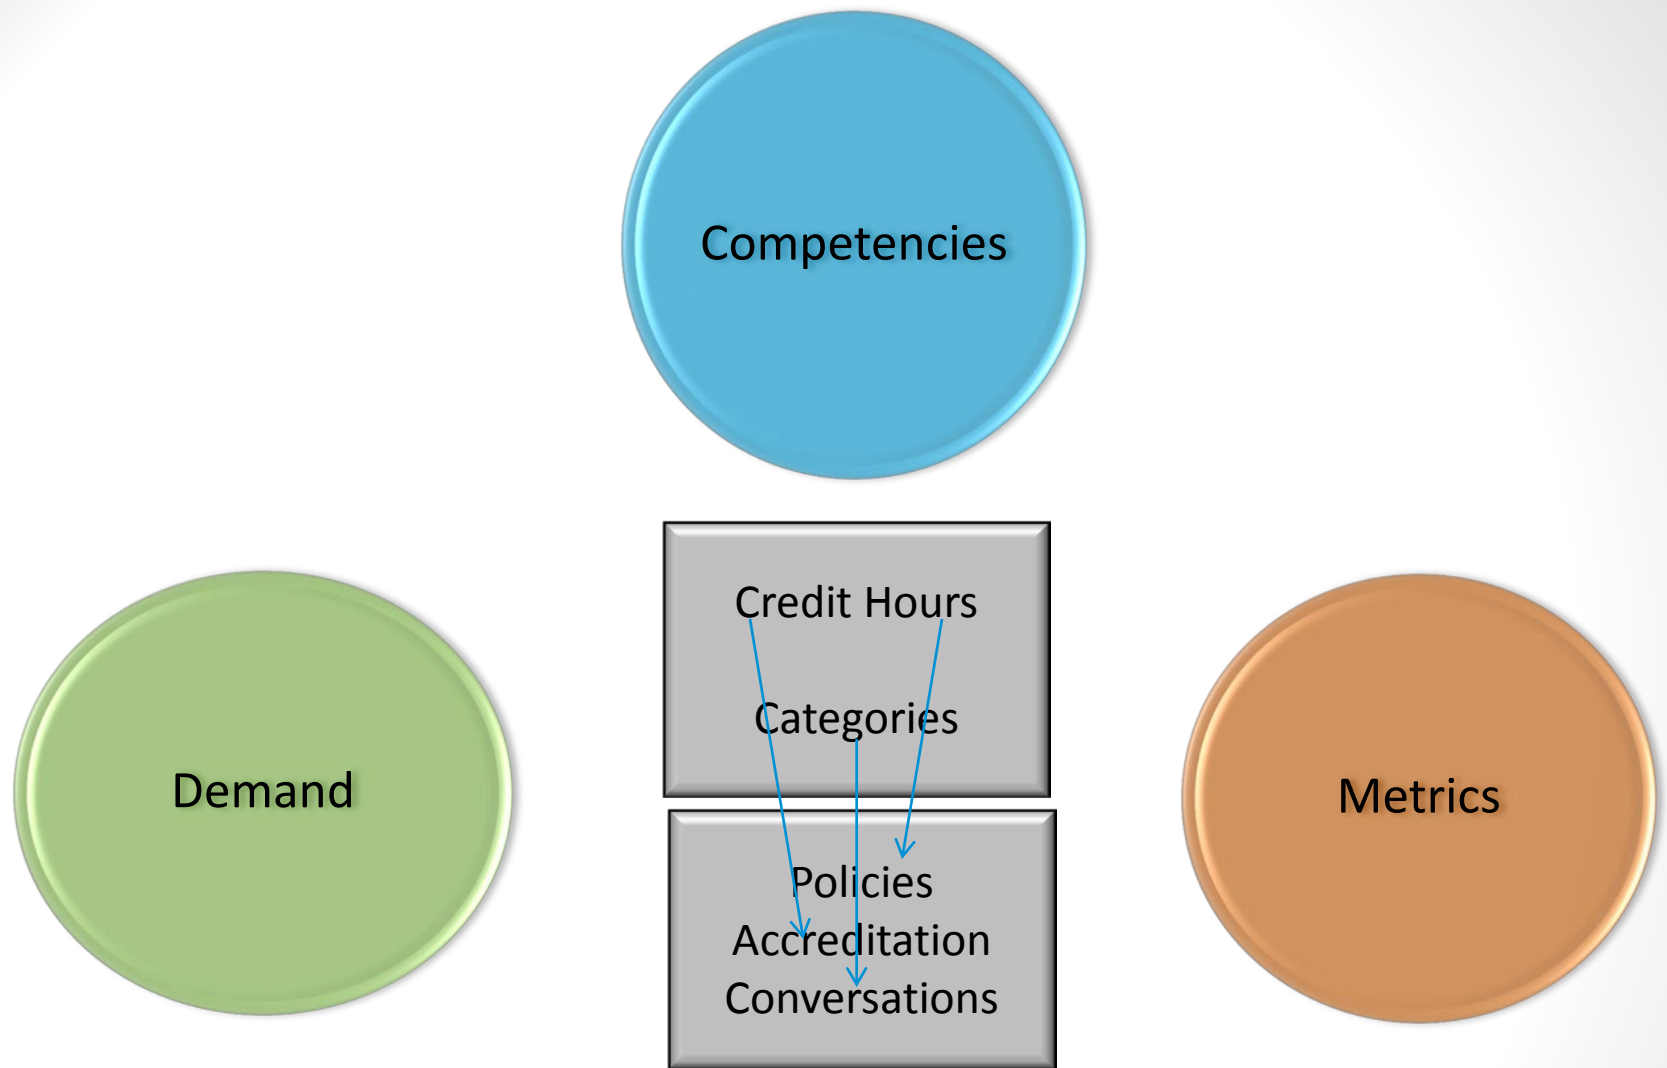 Competencies
Credit Hours
Categories
Demand
Metrics
Policies
Accreditation
Conversations